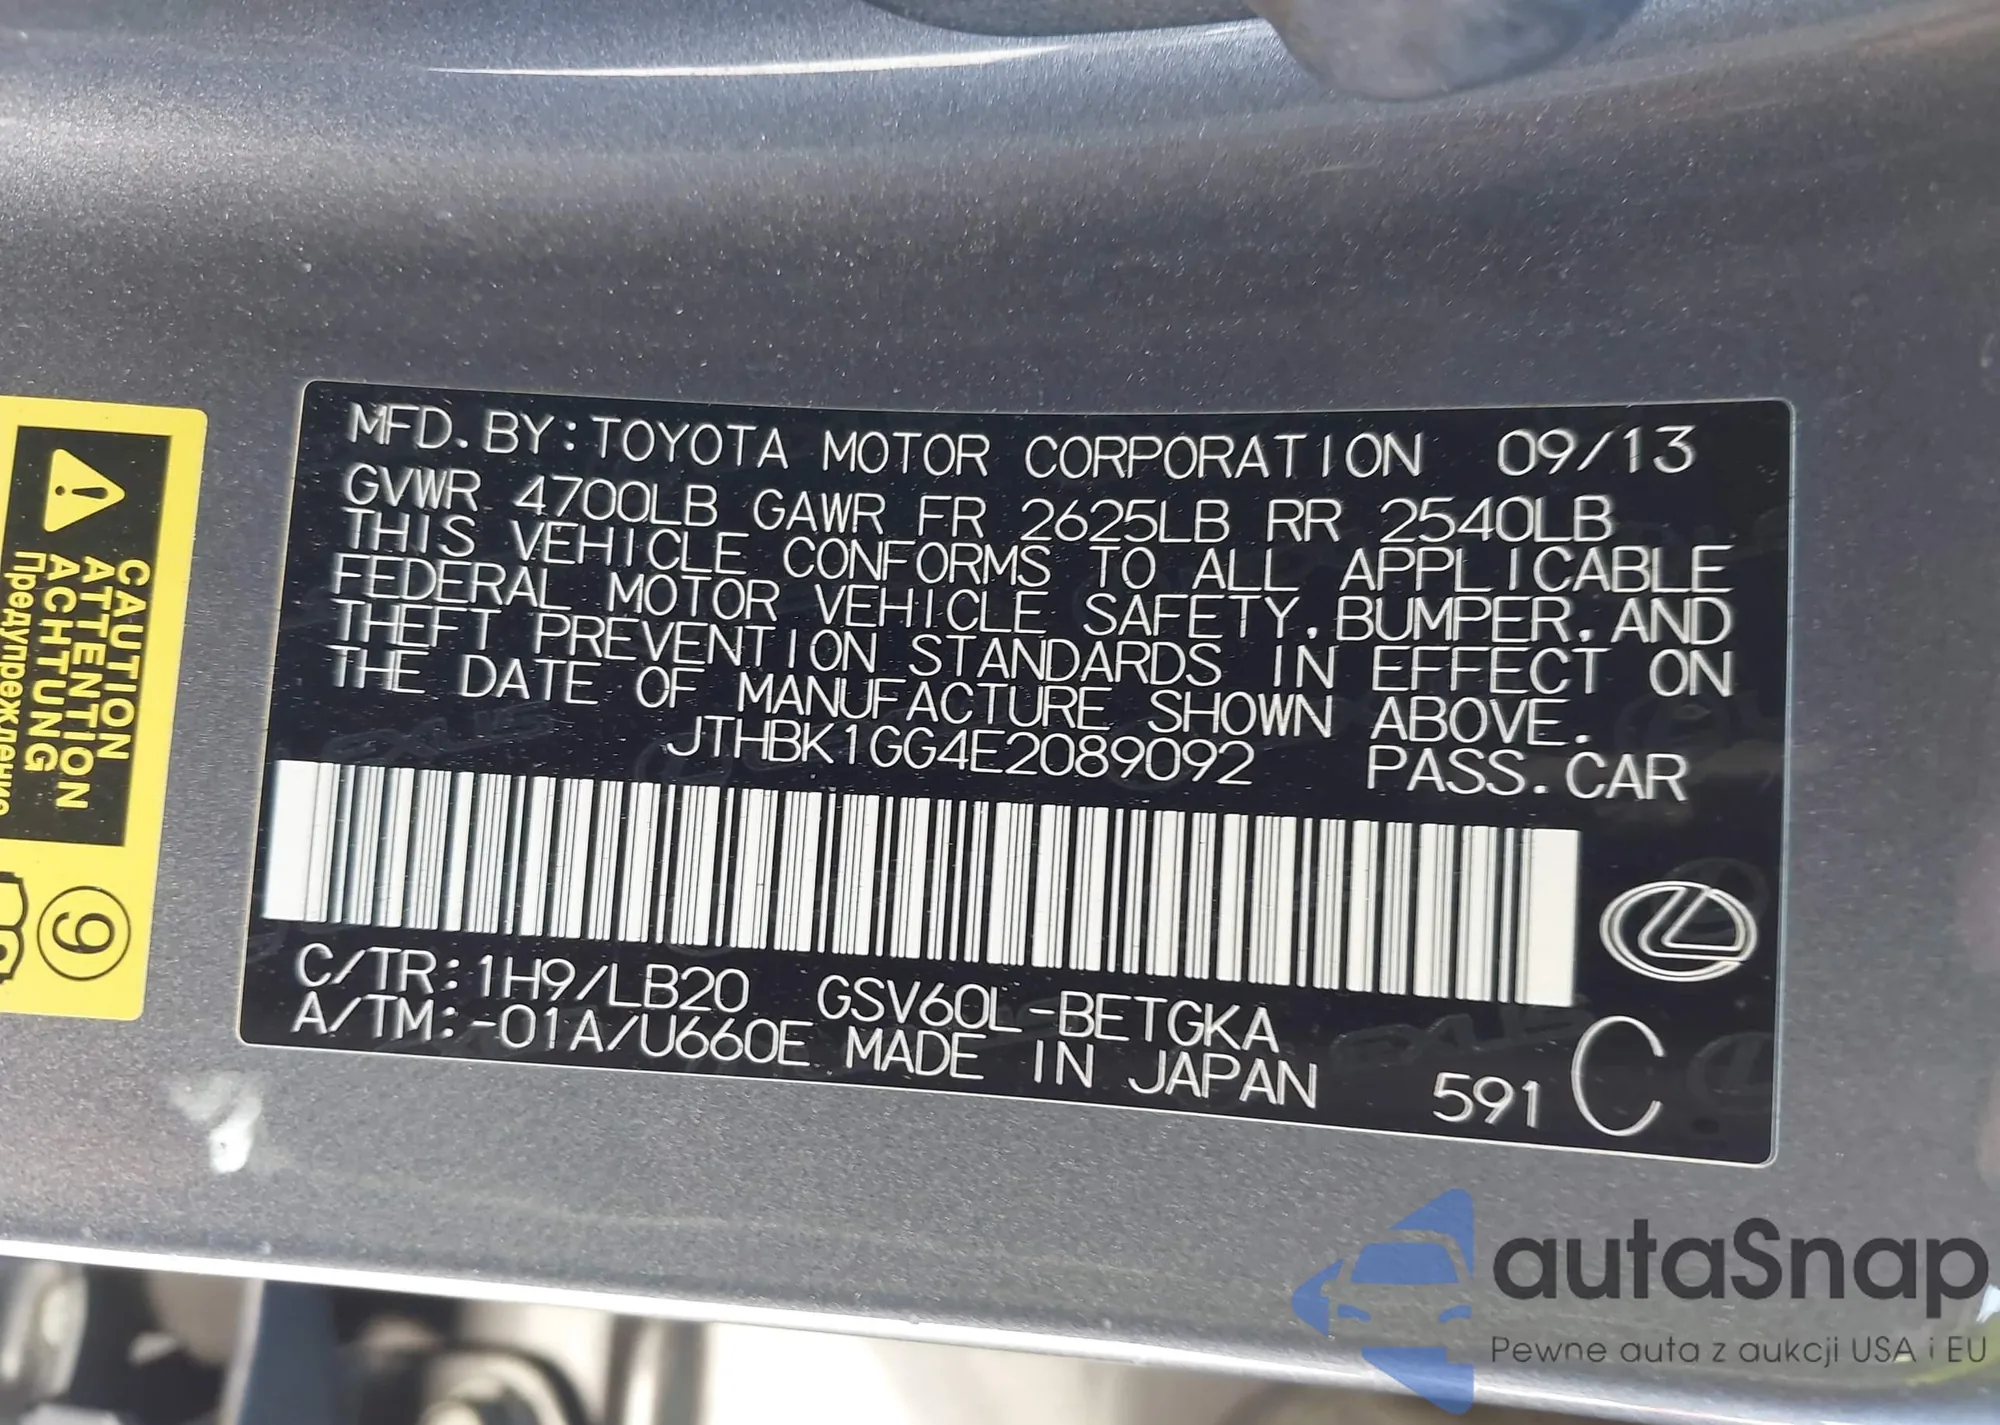 MFD. BY: TOYOTA MOTOR CORPORATION 09/13
GVWR 4700LB GAWR FR 2625LB RR 2540LB
THIS VEHICLE CONFORMS TO ALL APPLICABLE
FEDERAL MOTOR VEHICLE SAFETY, BUMPER, AND
THEFT PREVENTION STANDARDS IN EFFECT ON
THE DATE OF MANUFACTURE SHOWN ABOVE.
JTHBK1GG4E2089092 PASS. CAR
C/TR: 1H9/LB20 GSV60L-BETGKA
A/TM: -01A/U660E MADE IN JAPAN 591 C
CAUTION
ATTENTION
ACHTUNG
Предупреждение
9
autaSnap
Pewne auta z aukcji USA i EU